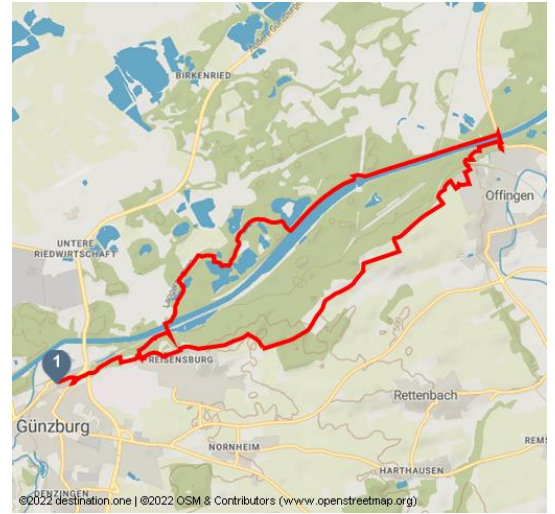 BIRKENRIED
Offingen
UNTERE
RIEDWIRTSCHAFT
1
REISENSBURG
Rettenbach
Günzburg
NORNHEIM
REMS
HARTHAUSEN
DENZINGEN
©2022 destination.one | ©2022 OSM & Contributors (www.openstreetmap.org)